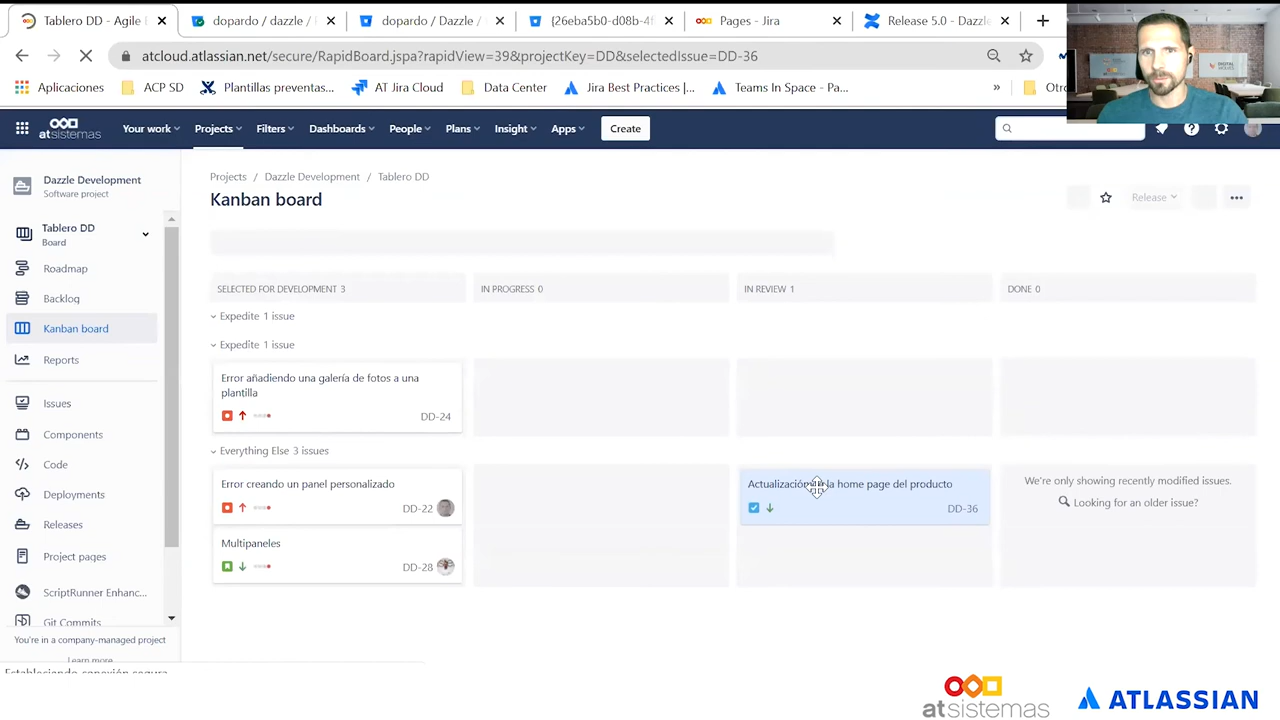 Tablero DD - Agile
dopardo / dazzle /
dopardo / Dazzle /
{26eba5b0-d08b-4f
Pages - Jira
Release 5.0 - Dazzle
atcloud.atlassian.net/secure/RapidBoard.jspa?rapidView=39&projectKey=DD&selectedIssue=DD-36
Aplicaciones
ACP SD
Plantillas preventas...
AT Jira Cloud
Data Center
Jira Best Practices |...
Teams In Space - Pa...
»
Otro
atsistemas
Your work
Projects
Filters
Dashboards
People
Plans
Insight
Apps
Create
Dazzle Development
Software project
Tablero DD
Board
Roadmap
Backlog
Kanban board
Reports
Issues
Components
Code
Deployments
Releases
Project pages
ScriptRunner Enhanc...
Git Commits
You're in a company-managed project
Learn more
Projects / Dazzle Development / Tablero DD
Kanban board
Release
SELECTED FOR DEVELOPMENT 3
IN PROGRESS 0
IN REVIEW 1
DONE 0
Expedite 1 issue
Expedite 1 issue
Error añadiendo una galería de fotos a una
plantilla
DD-24
Everything Else 3 issues
Error creando un panel personalizado
DD-22
Multipaneles
DD-28
Actualización la home page del producto
DD-36
We're only showing recently modified issues.
Looking for an older issue?
Estableciendo conexión segura
atsistemas
ATLASSIAN